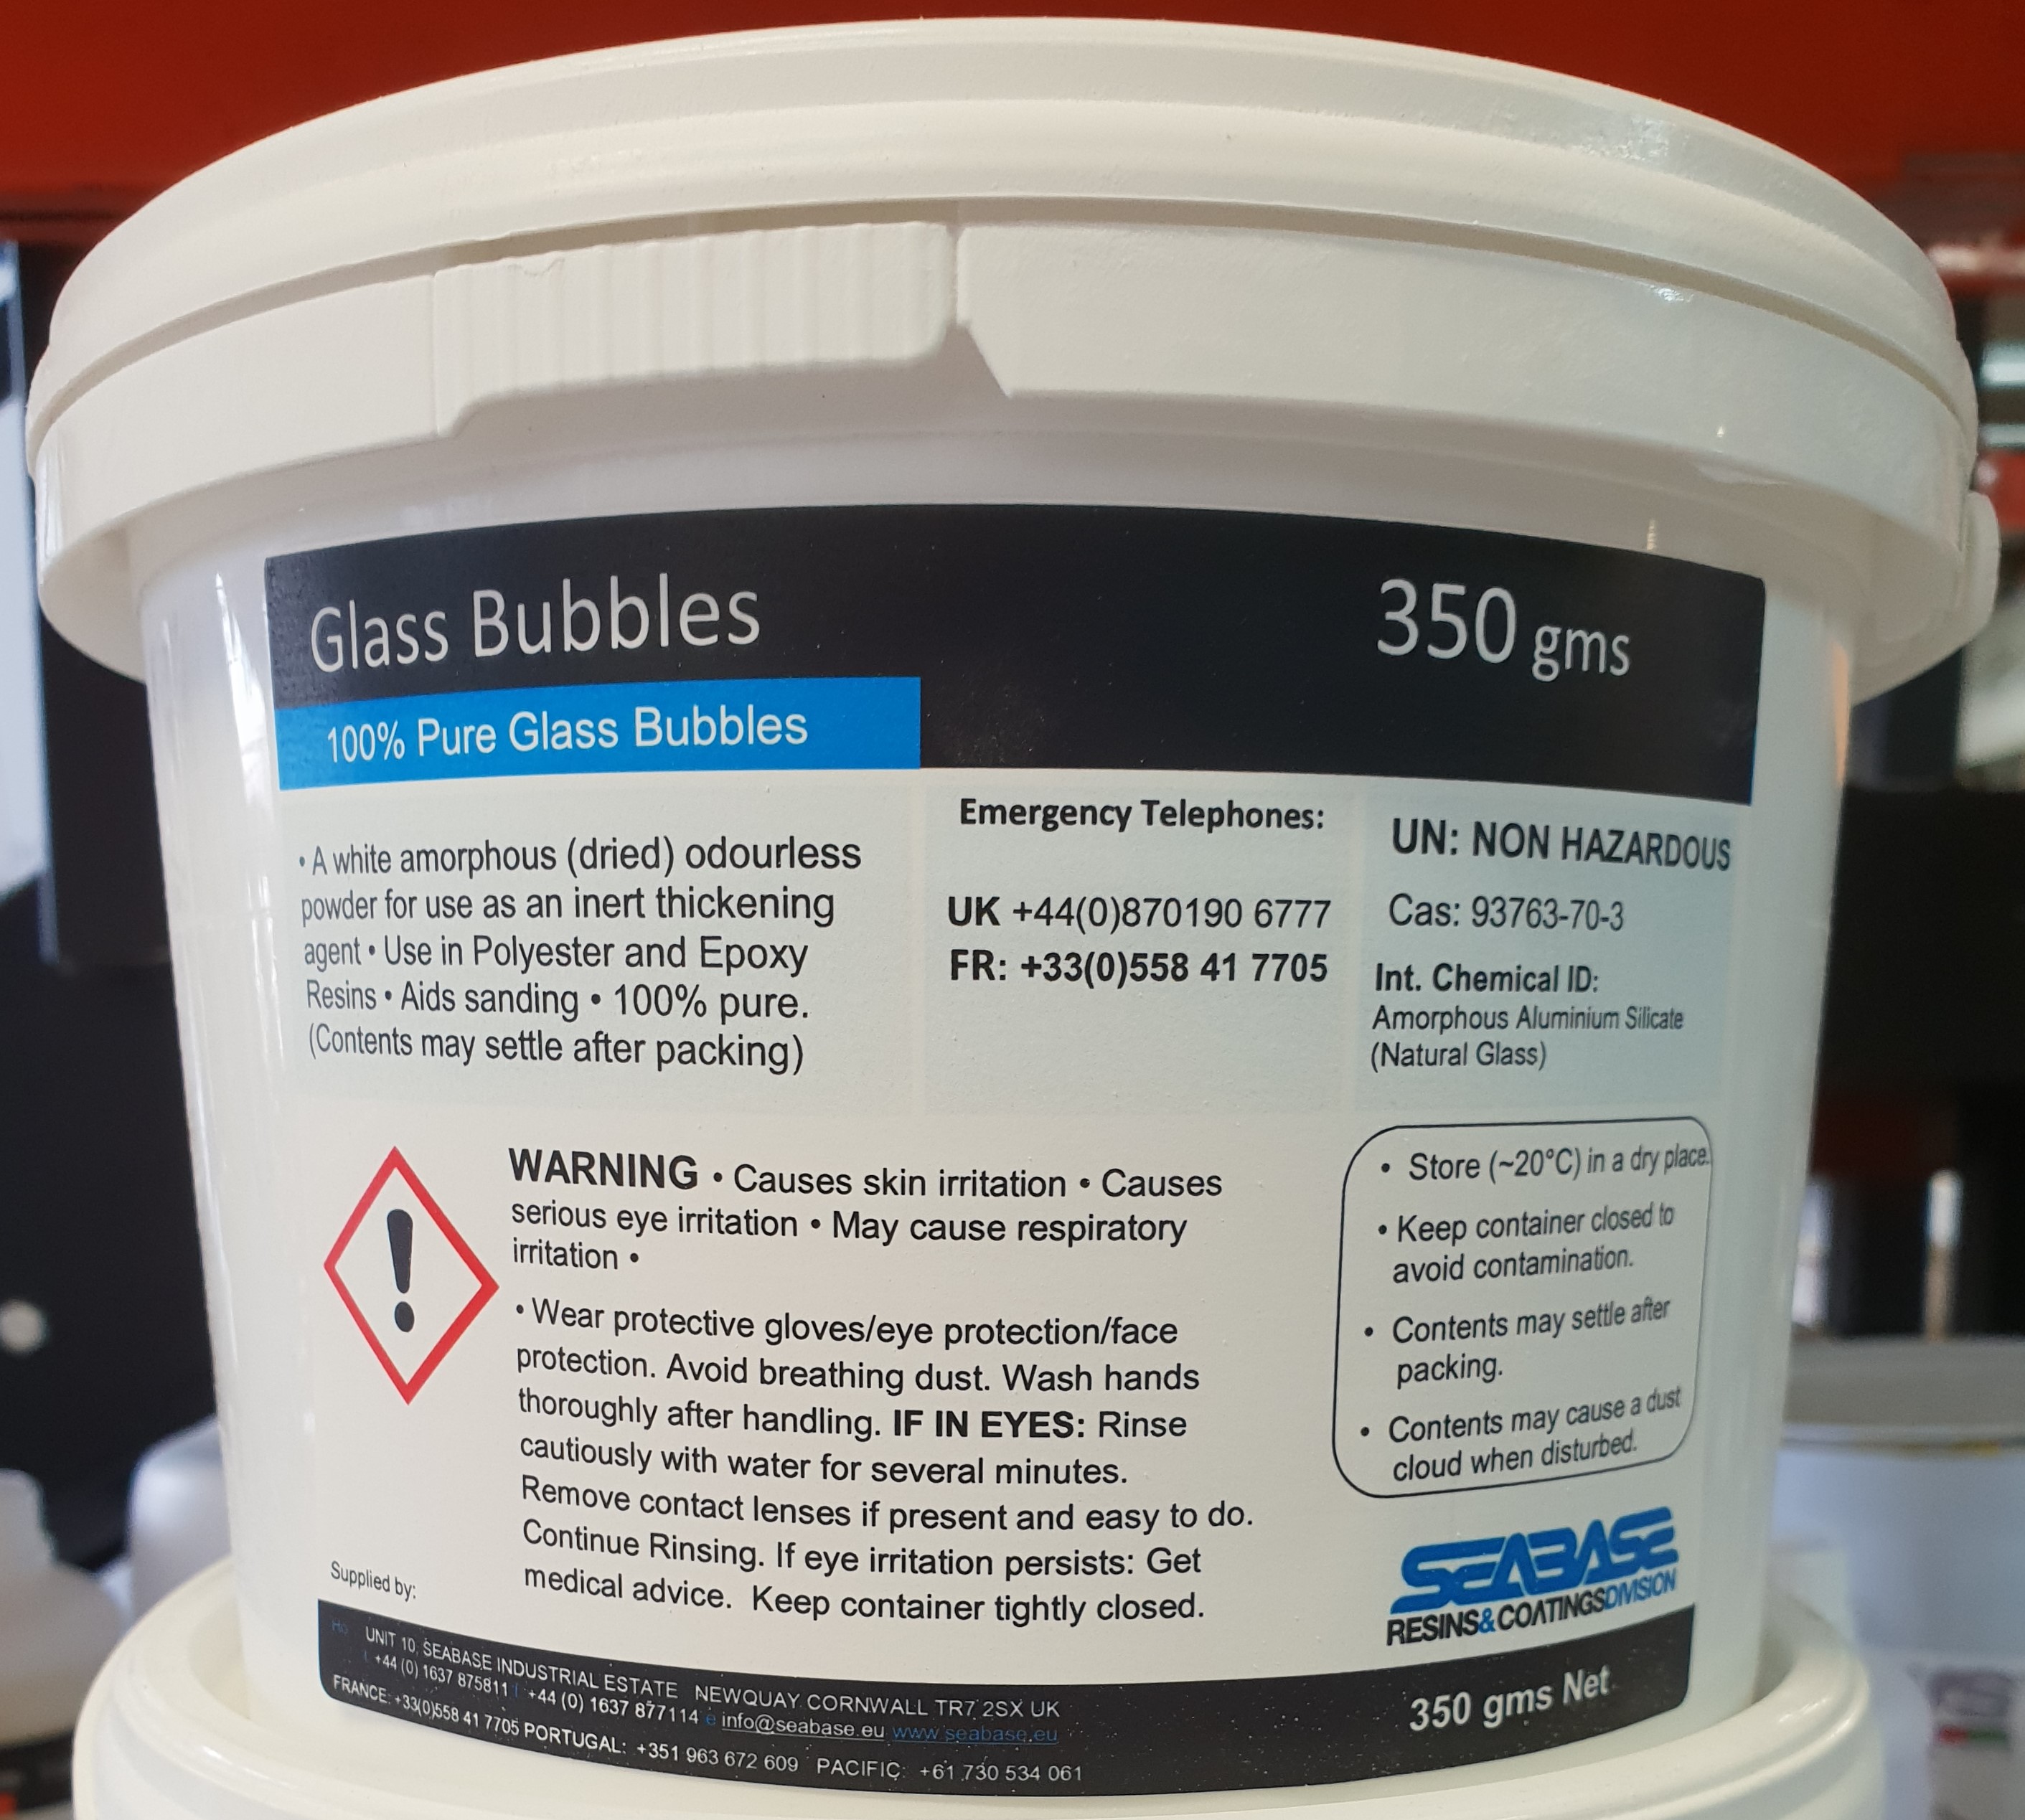 Glass Bubbles
350 gms
100% Pure Glass Bubbles
• A white amorphous (dried) odourless
powder for use as an inert thickening
agent • Use in Polyester and Epoxy
Resins • Aids sanding • 100% pure.
(Contents may settle after packing)
Emergency Telephones:
UK +44(0)870190 6777
FR: +33(0)558 41 7705
UN: NON HAZARDOUS
Cas: 93763-70-3
Int. Chemical ID:
Amorphous Aluminium Silicate
(Natural Glass)
WARNING • Causes skin irritation • Causes
serious eye irritation • May cause respiratory
irritation •
• Wear protective gloves/eye protection/face
protection. Avoid breathing dust. Wash hands
thoroughly after handling. IF IN EYES: Rinse
cautiously with water for several minutes.
Remove contact lenses if present and easy to do.
Continue Rinsing. If eye irritation persists: Get
medical advice. Keep container tightly closed.
• Store (~20°C) in a dry place.
• Keep container closed to
avoid contamination.
• Contents may settle after
packing.
• Contents may cause a dust
cloud when disturbed.
SEABASE
RESINS&COATINGSDIVISION
Supplied by:
UNIT 10, SEABASE INDUSTRIAL ESTATE NEWQUAY CORNWALL TR7 2SX UK
+44 (0) 1637 875811 +44 (0) 1637 877114 e info@seabase.eu www.seabase.eu
FRANCE: +33(0)558 41 7705 PORTUGAL: +351 963 672 609 PACIFIC: +61 730 534 061
350 gms Net